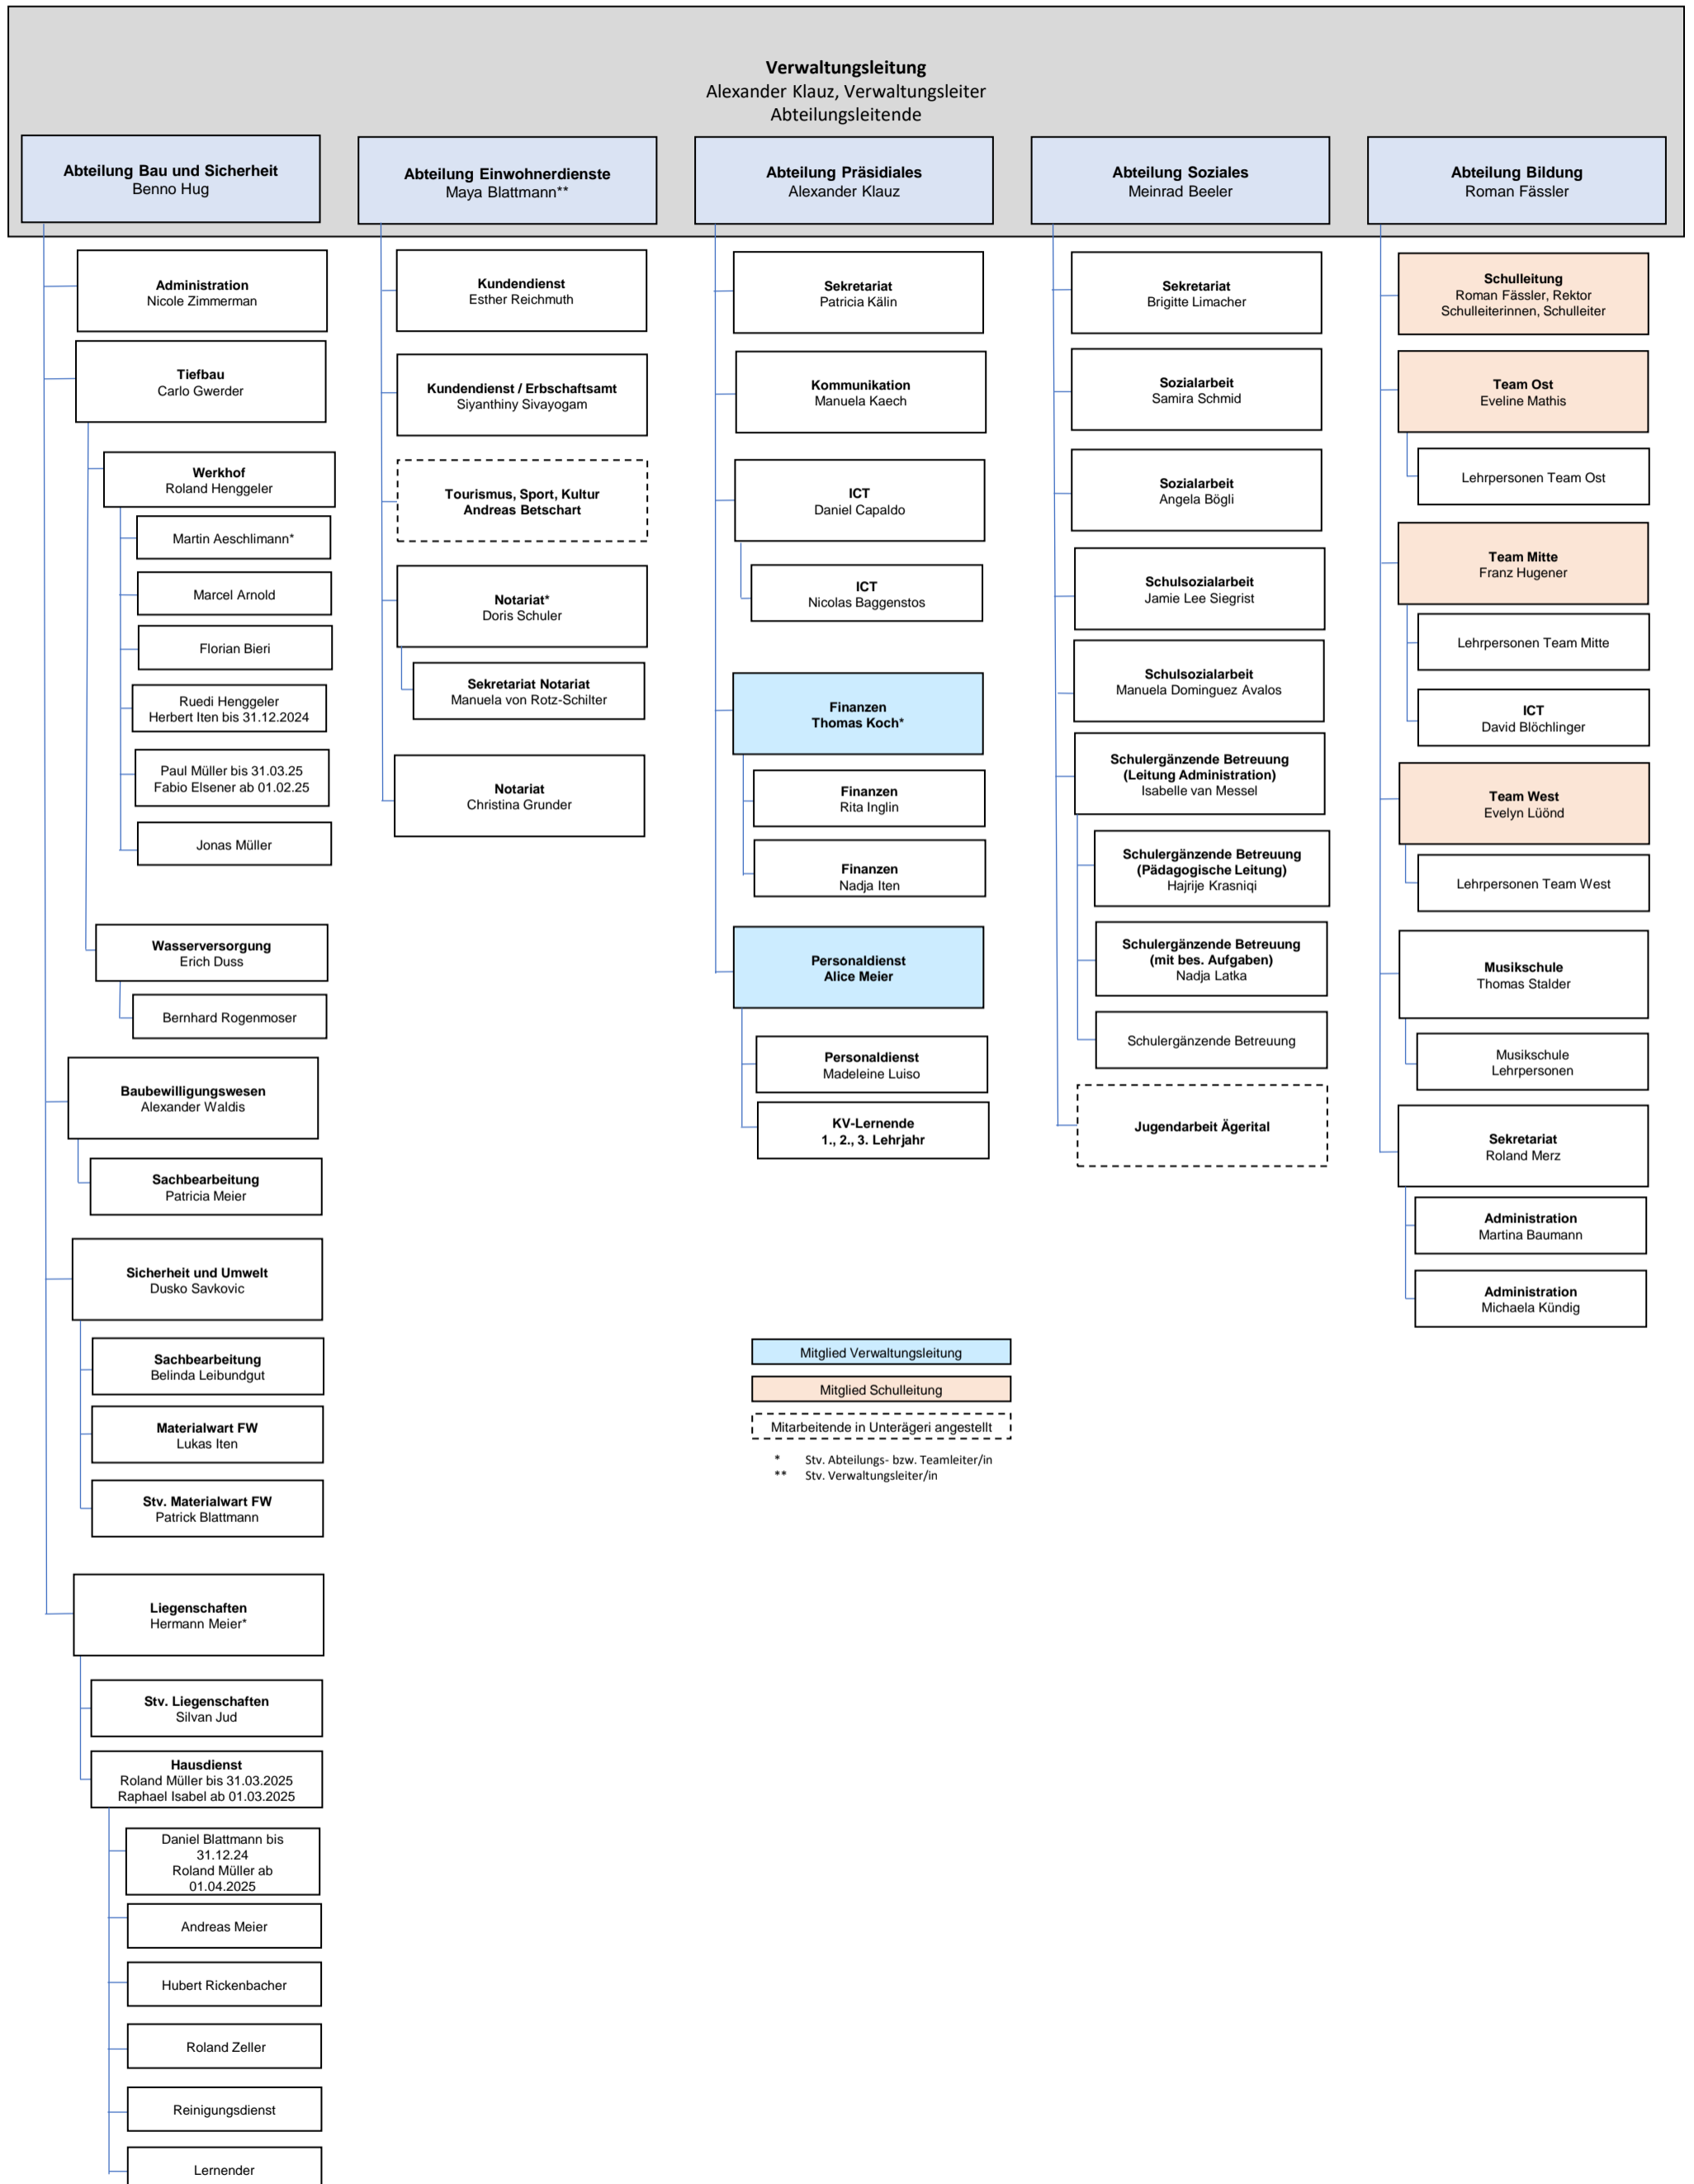 Verwaltungsleitung
Alexander Klauz, Verwaltungsleiter
Abteilungsleitende
Abteilung Bau und Sicherheit
Benno Hug
Administration
Nicole Zimmerman
Tiefbau
Carlo Gwerder
Werkhof
Roland Henggeler
Martin Aeschlimann*
Marcel Arnold
Florian Bieri
Ruedi Henggeler
Herbert Iten bis 31.12.2024
Paul Müller bis 31.03.25
Fabio Elsener ab 01.02.25
Jonas Müller
Wasserversorgung
Erich Duss
Bernhard Rogenmoser
Baubewilligungswesen
Alexander Waldis
Sachbearbeitung
Patricia Meier
Sicherheit und Umwelt
Dusko Savkovic
Sachbearbeitung
Belinda Leibundgut
Materialwart FW
Lukas Iten
Stv. Materialwart FW
Patrick Blattmann
Liegenschaften
Hermann Meier*
Stv. Liegenschaften
Silvan Jud
Hausdienst
Roland Müller bis 31.03.2025
Raphael Isabel ab 01.03.2025
Daniel Blattmann bis
31.12.24
Roland Müller ab
01.04.2025
Andreas Meier
Hubert Rickenbacher
Roland Zeller
Reinigungsdienst
Lernender
Abteilung Einwohnerdienste
Maya Blattmann**
Kundendienst
Esther Reichmuth
Kundendienst / Erbschaftsamt
Siyanthiny Sivayogam
Tourismus, Sport, Kultur
Andreas Betschart
Notariat*
Doris Schuler
Sekretariat Notariat
Manuela von Rotz-Schilter
Notariat
Christina Grunder
Abteilung Präsidiales
Alexander Klauz
Sekretariat
Patricia Kälin
Kommunikation
Manuela Kaech
ICT
Daniel Capaldo
ICT
Nicolas Baggenstos
Finanzen
Thomas Koch*
Finanzen
Rita Inglin
Finanzen
Nadja Iten
Personaldienst
Alice Meier
Personaldienst
Madeleine Luiso
KV-Lernende
1., 2., 3. Lehrjahr
Abteilung Soziales
Meinrad Beeler
Sekretariat
Brigitte Limacher
Sozialarbeit
Samira Schmid
Sozialarbeit
Angela Bögli
Schulsozialarbeit
Jamie Lee Siegrist
Schulsozialarbeit
Manuela Dominguez Avalos
Schulergänzende Betreuung
(Leitung Administration)
Isabelle van Messel
Schulergänzende Betreuung
(Pädagogische Leitung)
Hajrije Krasniqi
Schulergänzende Betreuung
(mit bes. Aufgaben)
Nadja Latka
Schulergänzende Betreuung
Jugendarbeit Ägerital
Abteilung Bildung
Roman Fässler
Schulleitung
Roman Fässler, Rektor
Schulleiterinnen, Schulleiter
Team Ost
Eveline Mathis
Lehrpersonen Team Ost
Team Mitte
Franz Hugener
Lehrpersonen Team Mitte
ICT
David Blöchlinger
Team West
Evelyn Lüönd
Lehrpersonen Team West
Musikschule
Thomas Stalder
Musikschule
Lehrpersonen
Sekretariat
Roland Merz
Administration
Martina Baumann
Administration
Michaela Kündig
Mitglied Verwaltungsleitung
Mitglied Schulleitung
Mitarbeitende in Unterägeri angestellt
* Stv. Abteilungs- bzw. Teamleiter/in
** Stv. Verwaltungsleiter/in